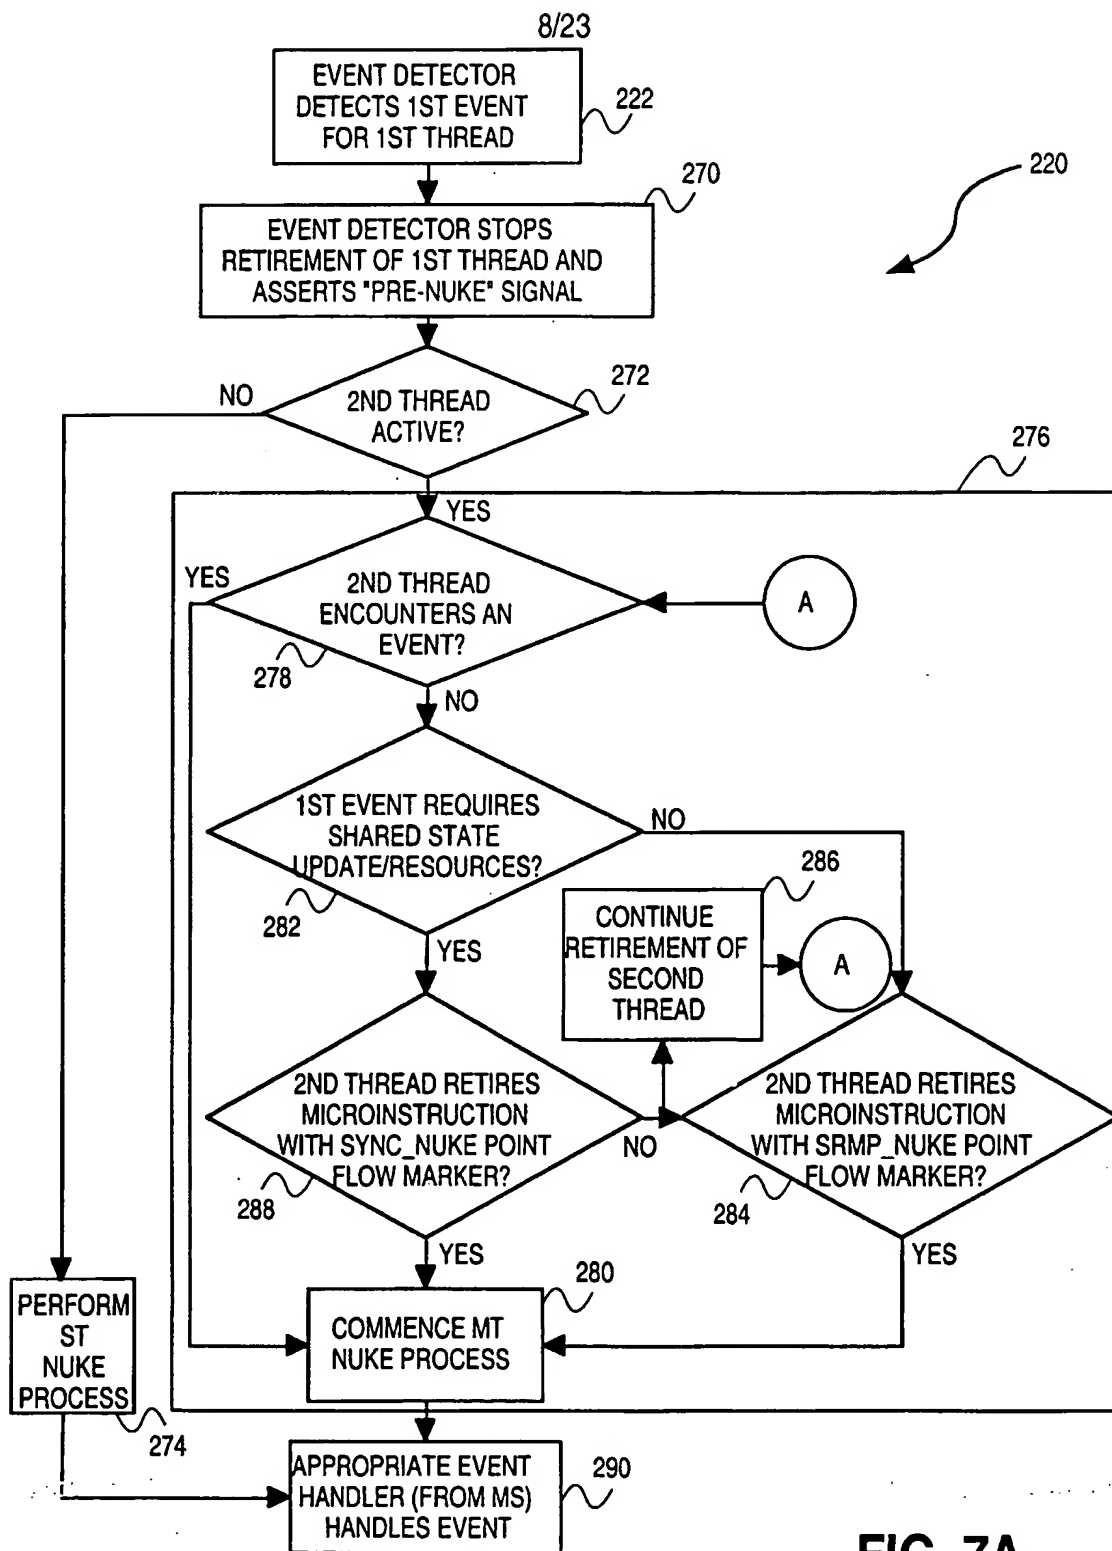 8/23
EVENT DETECTOR
DETECTS 1ST EVENT
FOR 1ST THREAD
222
220
270
EVENT DETECTOR STOPS
RETIREMENT OF 1ST THREAD AND
ASSERTS "PRE-NUKE" SIGNAL
272
NO
2ND THREAD
ACTIVE?
276
YES
YES
2ND THREAD
ENCOUNTERS AN
EVENT?
A
278
NO
1ST EVENT REQUIRES
SHARED STATE
UPDATE/RESOURCES?
NO
282
286
CONTINUE
RETIREMENT OF
SECOND
THREAD
A
YES
2ND THREAD RETIRES
MICROINSTRUCTION
WITH SYNC_NUKE POINT
FLOW MARKER?
NO
288
2ND THREAD RETIRES
MICROINSTRUCTION
WITH SRMP_NUKE POINT
FLOW MARKER?
284
YES
YES
280
COMMENCE MT
NUKE PROCESS
PERFORM
ST
NUKE
PROCESS
274
APPROPRIATE EVENT
HANDLER (FROM MS)
HANDLES EVENT
290
FIG. 7A